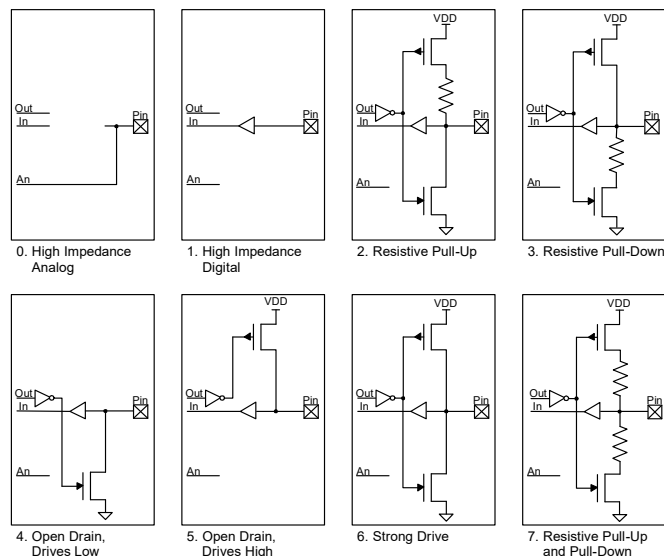 VDD
VDD
Out
In
Pin
An
Out
In
Pin
An
Out
In
Pin
An
Out
In
Pin
An
0. High Impedance
Analog
1. High Impedance
Digital
2. Resistive Pull-Up
3. Resistive Pull-Down
VDD
VDD
VDD
Out
In
Pin
An
Out
In
Pin
An
Out
In
Pin
An
Out
In
Pin
An
4. Open Drain,
Drives Low
5. Open Drain,
Drives High
6. Strong Drive
7. Resistive Pull-Up
and Pull-Down